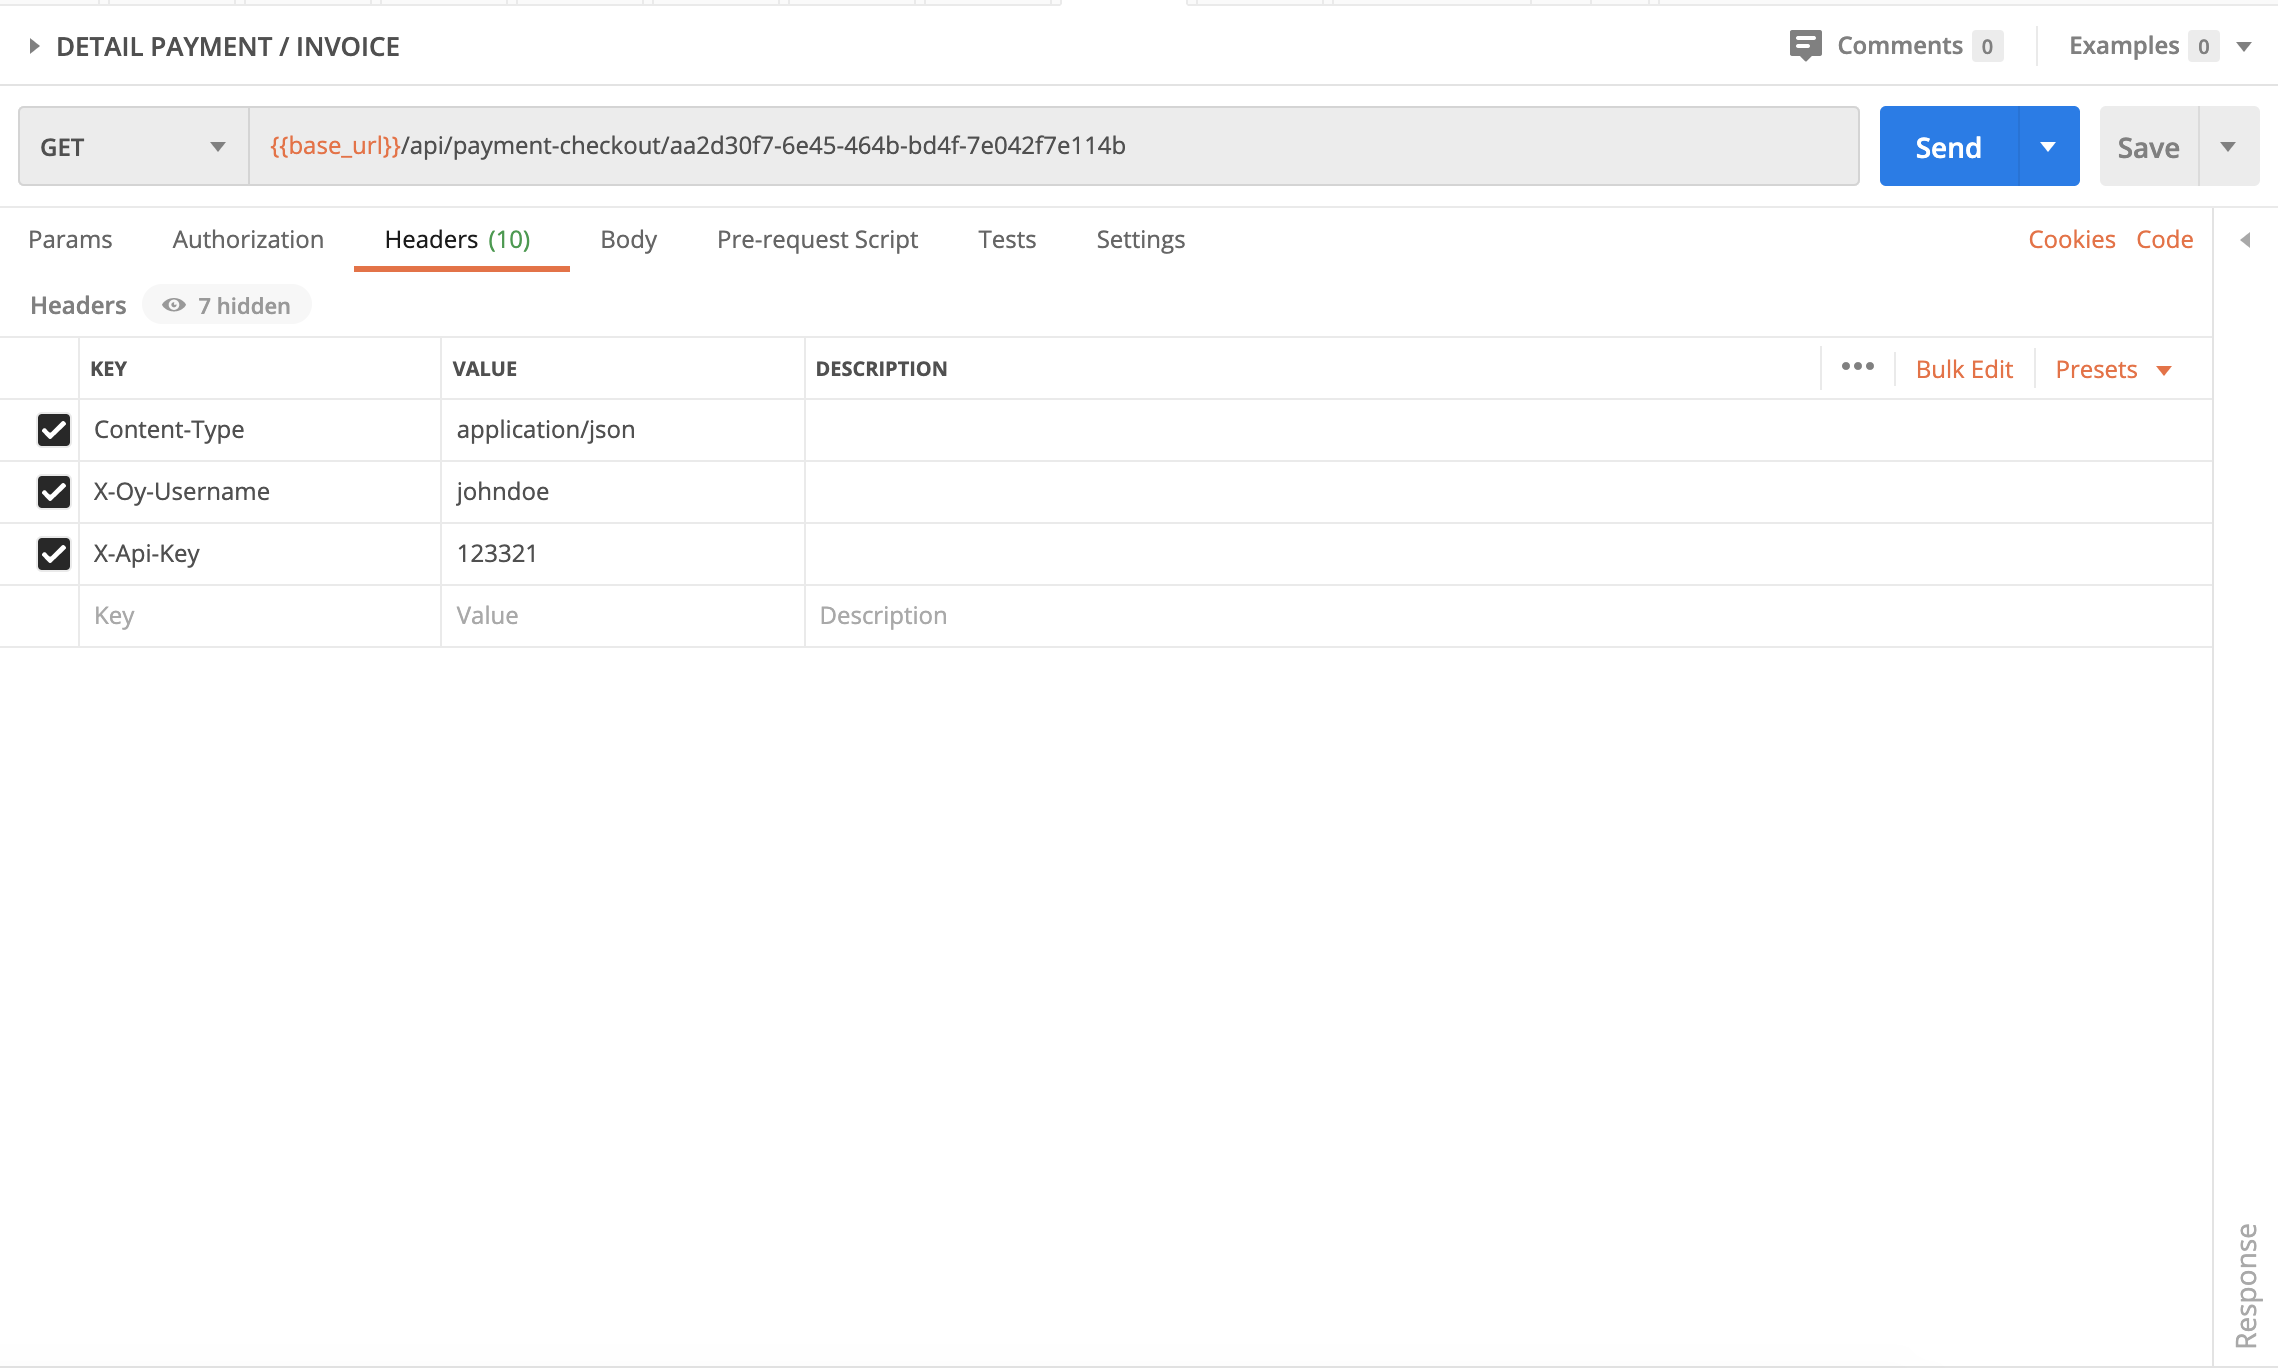 DETAIL PAYMENT / INVOICE
Comments 0
Examples 0
GET
{{base_url}}/api/payment-checkout/aa2d30f7-6e45-464b-bd4f-7e042f7e114b
Send
Save
Params Authorization Headers (10) Body Pre-request Script Tests Settings Cookies Code
Headers 7 hidden
KEY VALUE DESCRIPTION ••• Bulk Edit Presets
Content-Type application/json
X-Oy-Username johndoe
X-Api-Key 123321
Key Value Description
Response